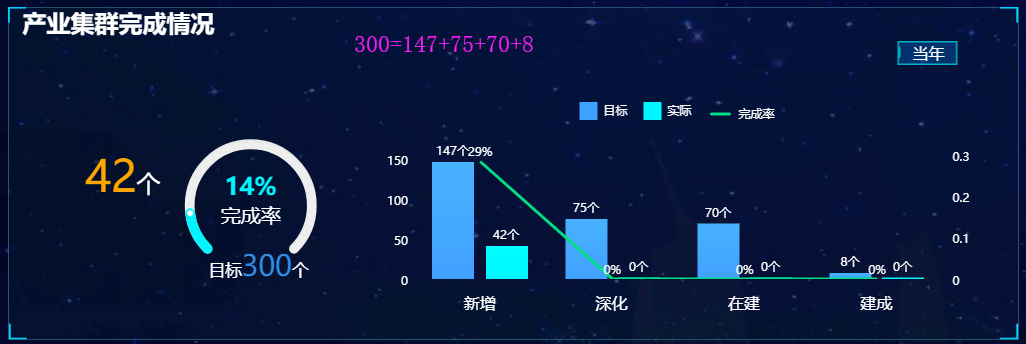 产业集群完成情况
300=147+75+70+8
当年
目标 实际 完成率
42个
14%
完成率
目标300个
150
100
50
0
147个 29%
42个
75个
0% 0个
70个
0% 0个
8个
0% 0个
0.3
0.2
0.1
0
新增 深化 在建 建成